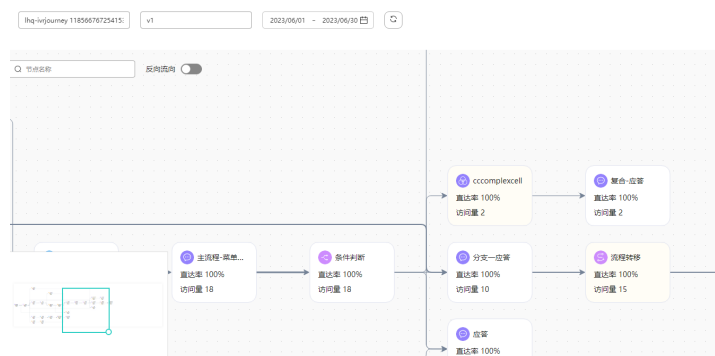 lhq-ivrjourney 11856676725415:
v1
2023/06/01 ~ 2023/06/30
节点名称
反向流向
cccomplexcell
直达率 100%
访问量 2
复合-应答
直达率 100%
访问量 2
主流程-菜单...
直达率 100%
访问量 18
条件判断
直达率 100%
访问量 18
分支一应答
直达率 100%
访问量 10
流程转移
直达率 100%
访问量 15
应答
直达率 100%